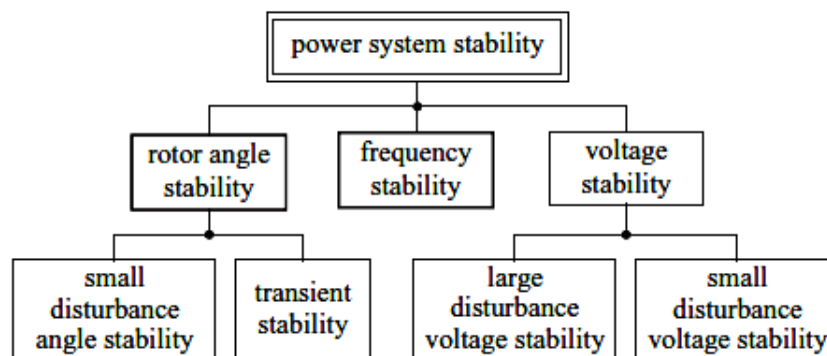 power system stability
rotor angle
stability
frequency
stability
voltage
stability
small
disturbance
angle stability
transient
stability
large
disturbance
voltage stability
small
disturbance
voltage stability